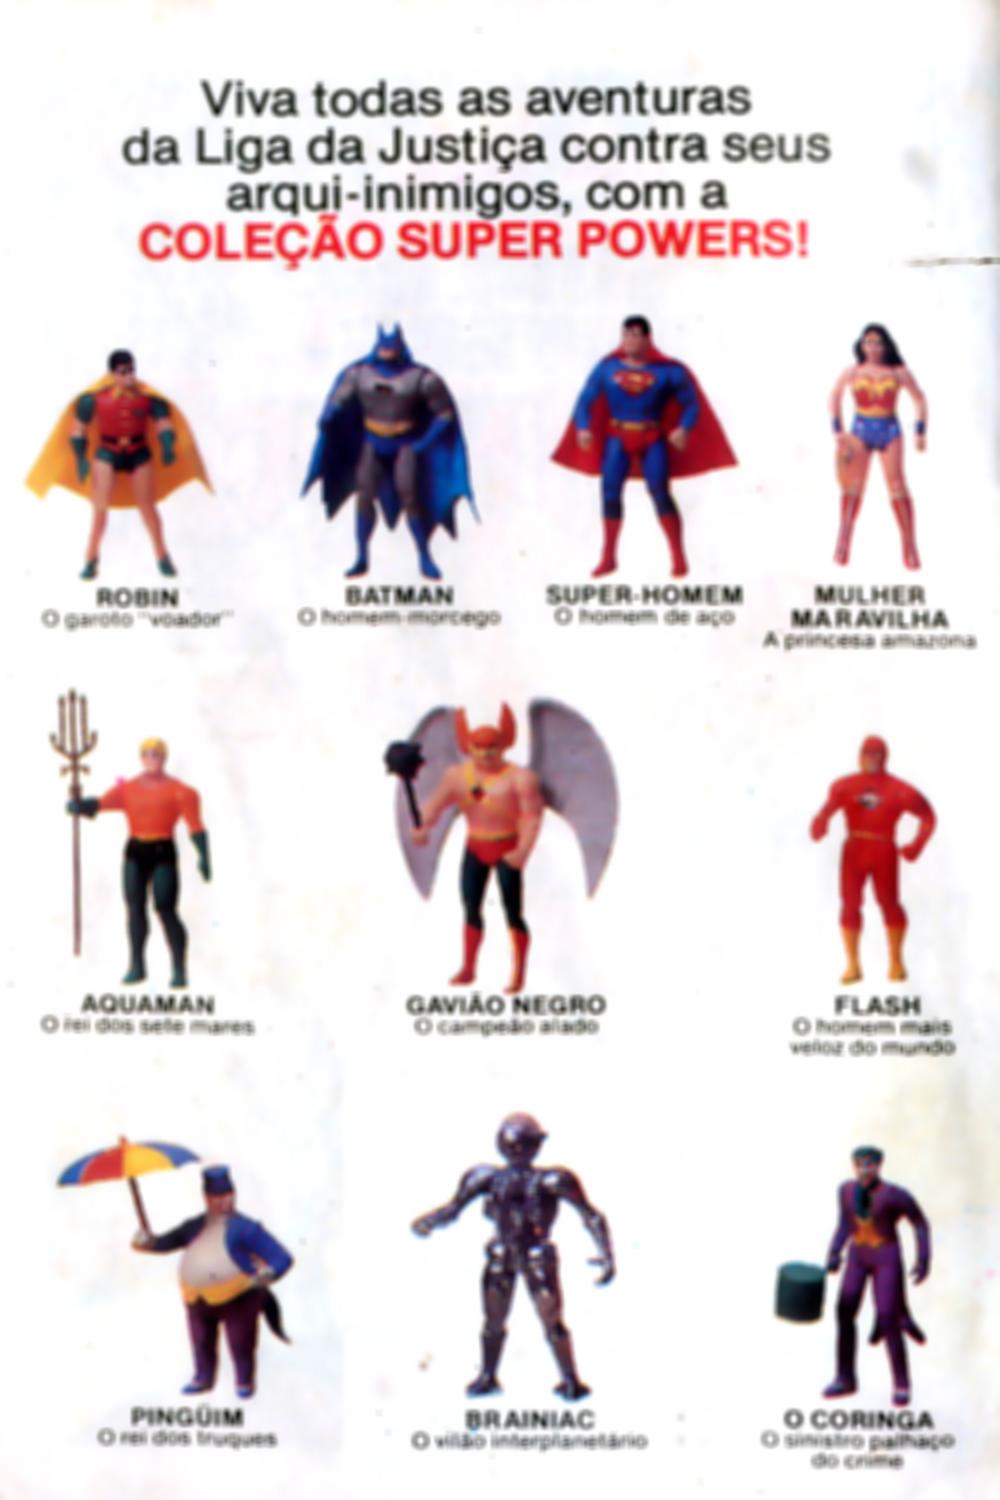 Viva todas as aventuras
da Liga da Justiça contra seus
arqui-inimigos, com a
COLEÇÃO SUPER POWERS!
ROBIN
O garoto "voador"
BATMAN
O homem-morcego
SUPER-HOMEM
O homem de aço
MULHER
MARAVILHA
A princesa amazona
AQUAMAN
O rei dos sete mares
GAVIÃO NEGRO
O campeão alado
FLASH
O homem mais
veloz do mundo
PINGÜIM
O rei dos truques
BRAINIAC
O vilão interplanetário
O CORINGA
O sinistro palhaço
do crime